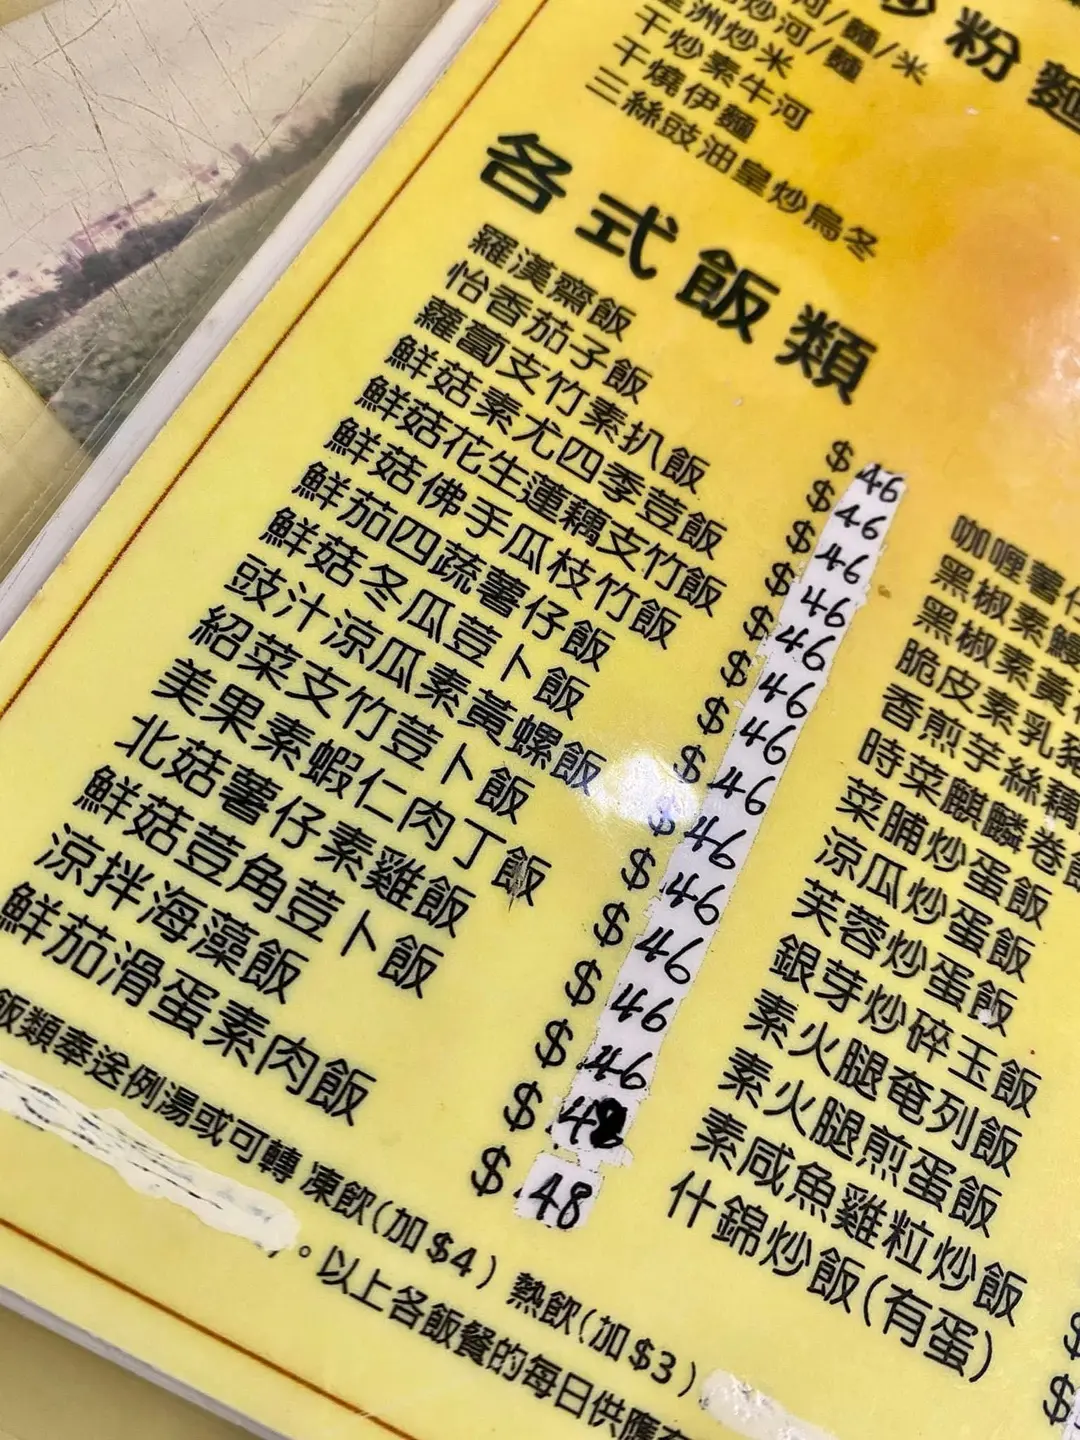 炒粉麵
河/麵/米
炒河/麵
星洲炒米
干炒素牛河
干燒伊麵
三絲豉油皇炒烏冬
各式飯類
羅漢齋飯 $46
怡香茄子飯 $46
蘿蔔支竹素扒飯 $46
鮮菇素尤四季荳飯 $46
鮮菇花生蓮藕支竹飯 $46
鮮菇佛手瓜枝竹飯 $46
鮮茄四蔬薯仔飯 $46
鮮菇冬瓜荳卜飯 $46
豉汁涼瓜素黃螺飯 $46
紹菜支竹荳卜飯 $46
美果素蝦仁肉丁飯 $46
北菇薯仔素雞飯 $46
鮮菇荳角荳卜飯 $46
涼拌海藻飯 $48
鮮茄滑蛋素肉飯 $48
咖喱薯仔
黑椒素鰻
黑椒素黃
脆皮素乳豬
香煎芋絲藕
時菜麒麟卷飯
菜脯炒蛋飯
涼瓜炒蛋飯
芙蓉炒蛋飯
銀芽炒碎玉飯
素火腿奄列飯
素火腿煎蛋飯
素咸魚雞粒炒飯
什錦炒飯(有蛋)
飯類奉送例湯或可轉 凍飲(加$4) 熱飲(加$3)
。以上各飯餐的每日供應有